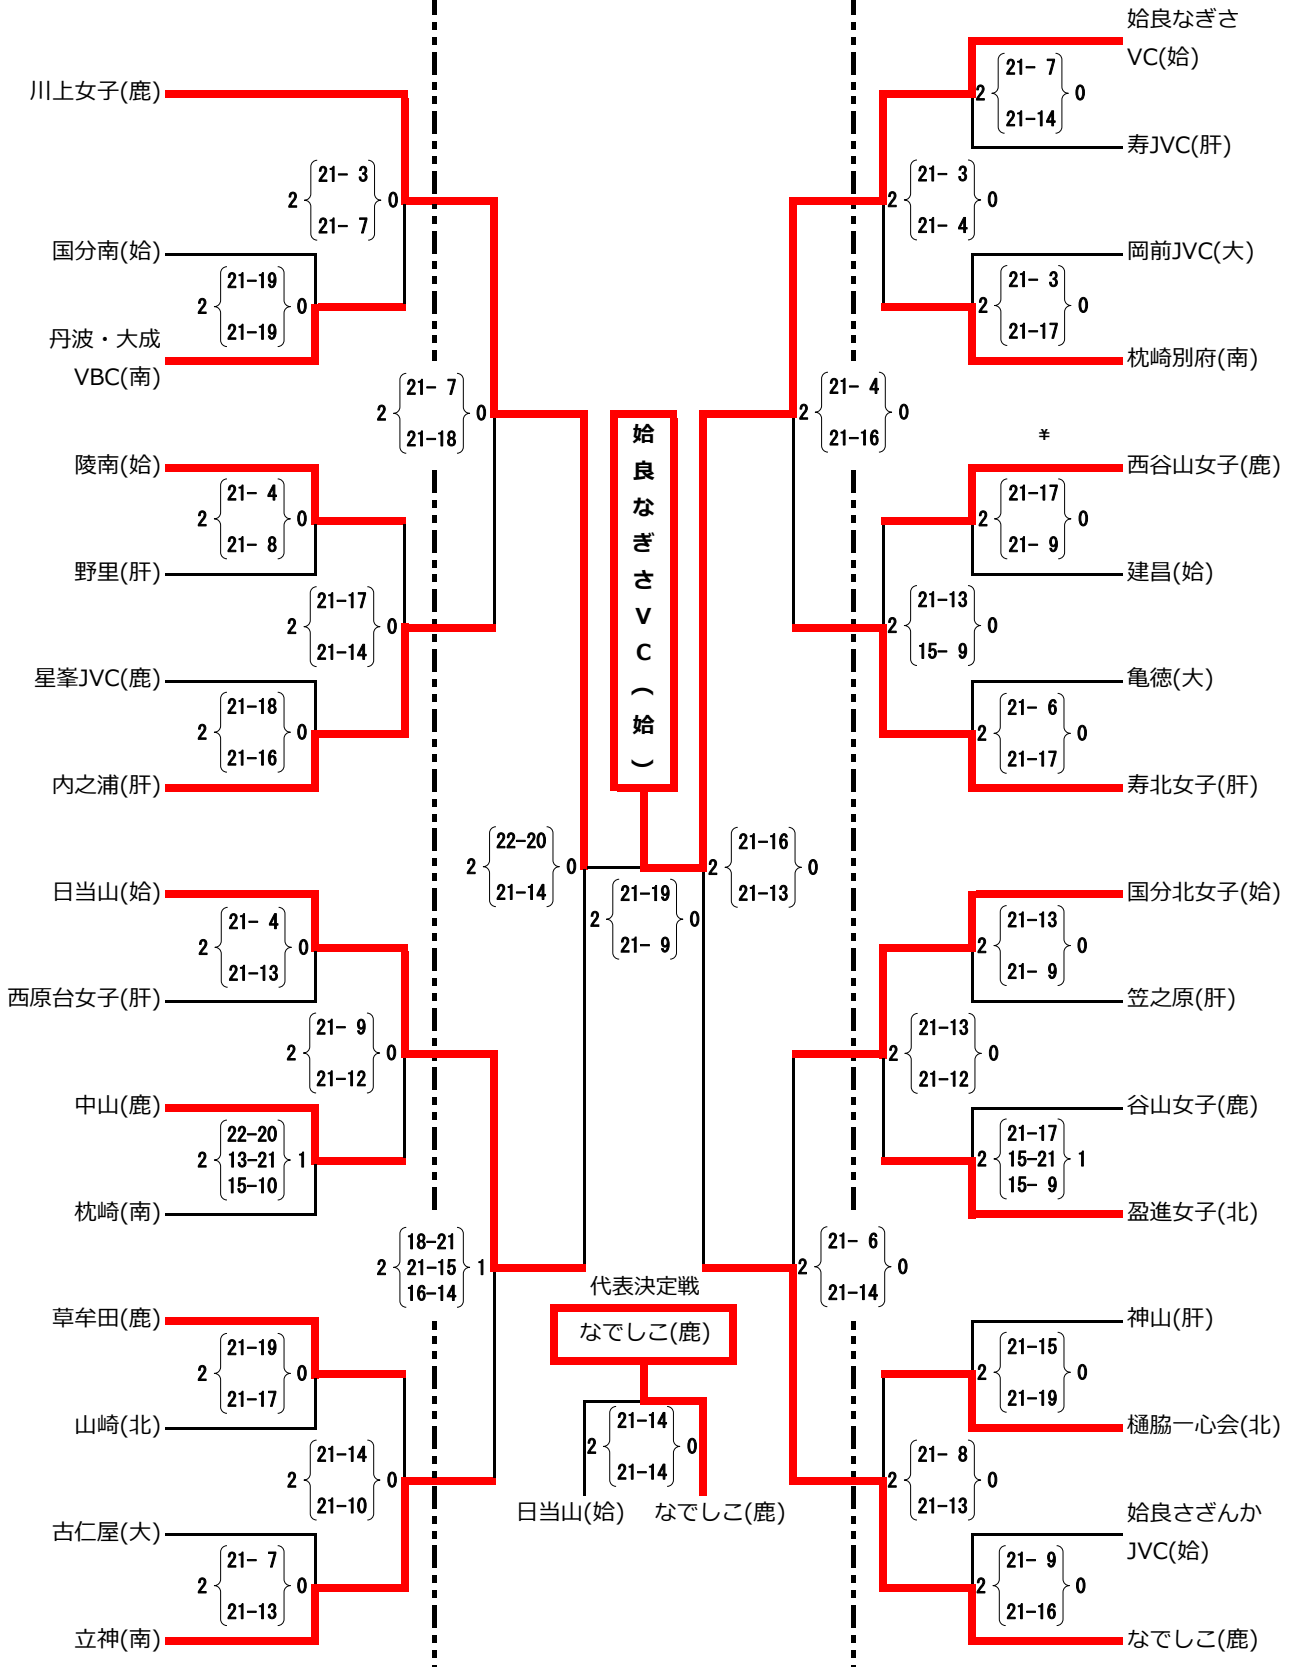 川上女子(鹿)
2 21- 3 0
21- 7
国分南(姶)
2 21-19 0
21-19
丹波・大成
VBC(南)
2 21- 7 0
21-18
陵南(姶)
2 21- 4 0
21- 8
野里(肝)
2 21-17 0
21-14
星峯JVC(鹿)
2 21-18 0
21-16
内之浦(肝)
2 22-20 0
21-14
日当山(姶)
2 21- 4 0
21-13
西原台女子(肝)
2 21- 9 0
21-12
中山(鹿)
22-20
2 13-21 1
15-10
枕崎(南)
18-21
2 21-15 1
16-14
草牟田(鹿)
2 21-19 0
21-17
山崎(北)
2 21-14 0
21-10
古仁屋(大)
2 21- 7 0
21-13
立神(南)
姶良なぎさVC(姶)
2 21-19 0
21- 9
代表決定戦
なでしこ(鹿)
2 21-14 0
21-14
日当山(姶) なでしこ(鹿)
姶良なぎさ
VC(姶)
2 21- 7 0
21-14
寿JVC(肝)
2 21- 3 0
21- 4
岡前JVC(大)
2 21- 3 0
21-17
枕崎別府(南)
2 21- 4 0
21-16
¥
西谷山女子(鹿)
2 21-17 0
21- 9
建昌(姶)
2 21-13 0
15- 9
亀徳(大)
2 21- 6 0
21-17
寿北女子(肝)
2 21-16 0
21-13
国分北女子(姶)
2 21-13 0
21- 9
笠之原(肝)
2 21-13 0
21-12
谷山女子(鹿)
21-17
2 15-21 1
15- 9
盈進女子(北)
2 21- 6 0
21-14
神山(肝)
2 21-15 0
21-19
樋脇一心会(北)
2 21- 8 0
21-13
姶良さざんか
JVC(姶)
2 21- 9 0
21-16
なでしこ(鹿)